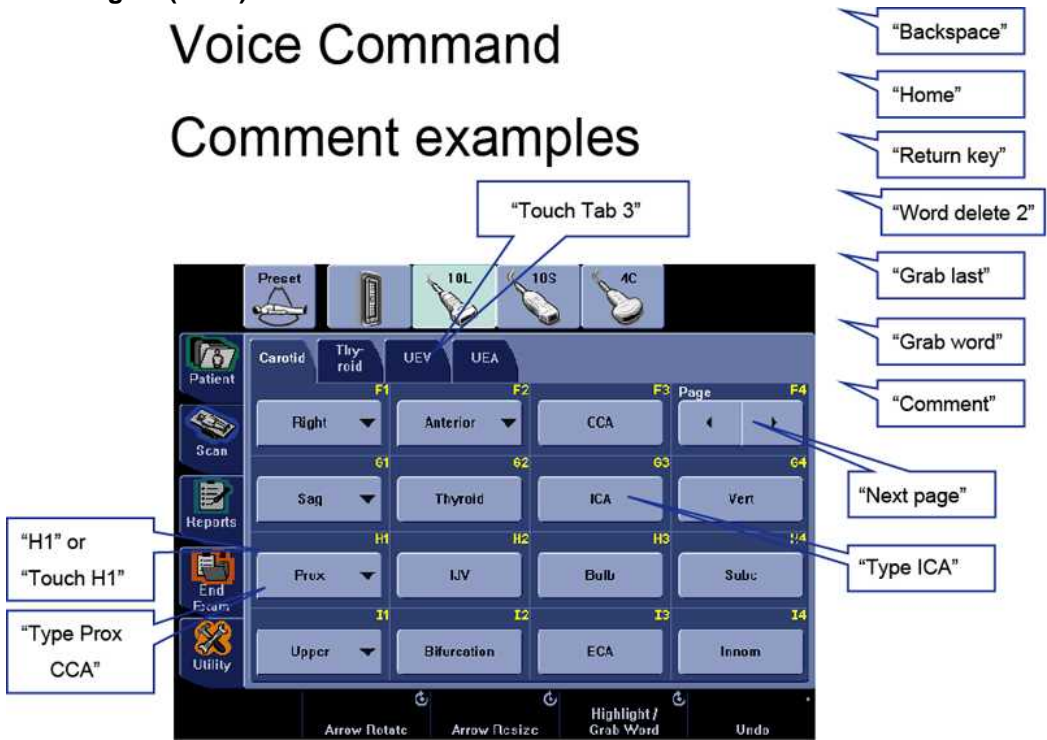 Voice Command
Comment examples
“Backspace”
“Home”
“Return key”
“Word delete 2”
“Grab last”
“Grab word”
“Comment”
“Touch Tab 3”
Preset
10L
10S
4C
Patient
Scan
Reports
End
Exam
Utility
Carotid
Thy-
roid
UEV
UEA
F1
F2
F3
Page
F4
Right
Anterior
CCA
G1
G2
G3
G4
Sag
Thyroid
ICA
Vert
H1
H2
H3
H4
Prox
IJV
Bulb
Subc
I1
I2
I3
I4
Upper
Bifurcation
ECA
Innom
Arrow Rotate
Arrow Resize
Highlight /
Grab Word
Undo
“Next page”
“Type ICA”
“H1” or
“Touch H1”
“Type Prox
CCA”